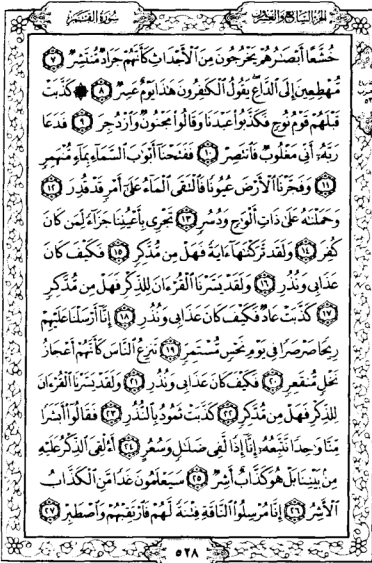 الجزء السابع والعشرون سورة القمر
خُشَّعًا أَبْصَٰرُهُمْ يَخْرُجُونَ مِنَ ٱلْأَجْدَاثِ كَأَنَّهُمْ جَرَادٌ مُّنتَشِرٌ ٧
مُّهْطِعِينَ إِلَى ٱلدَّاعِ يَقُولُ ٱلْكَٰفِرُونَ هَٰذَا يَوْمٌ عَسِرٌ ٨ ۞ كَذَّبَتْ
قَبْلَهُمْ قَوْمُ نُوحٍ فَكَذَّبُوا۟ عَبْدَنَا وَقَالُوا۟ مَجْنُونٌ وَٱزْدُجِرَ ٩ فَدَعَا
رَبَّهُۥٓ أَنِّى مَغْلُوبٌ فَٱنتَصِرْ ١٠ فَفَتَحْنَآ أَبْوَٰبَ ٱلسَّمَآءِ بِمَآءٍ مُّنْهَمِرٍ
١١ وَفَجَّرْنَا ٱلْأَرْضَ عُيُونًا فَٱلْتَقَى ٱلْمَآءُ عَلَىٰٓ أَمْرٍ قَدْ قُدِرَ ١٢
وَحَمَلْنَٰهُ عَلَىٰ ذَاتِ أَلْوَٰحٍ وَدُسُرٍ ١٣ تَجْرِى بِأَعْيُنِنَا جَزَآءً لِّمَن كَانَ
كُفِرَ ١٤ وَلَقَد تَّرَكْنَٰهَآ ءَايَةً فَهَلْ مِن مُّدَّكِرٍ ١٥ فَكَيْفَ كَانَ
عَذَابِى وَنُذُرِ ١٦ وَلَقَدْ يَسَّرْنَا ٱلْقُرْءَانَ لِلذِّكْرِ فَهَلْ مِن مُّدَّكِرٍ
١٧ كَذَّبَتْ عَادٌ فَكَيْفَ كَانَ عَذَابِى وَنُذُرِ ١٨ إِنَّآ أَرْسَلْنَا عَلَيْهِمْ
رِيحًا صَرْصَرًا فِى يَوْمِ نَحْسٍ مُّسْتَمِرٍّ ١٩ تَنزِعُ ٱلنَّاسَ كَأَنَّهُمْ أَعْجَازُ
نَخْلٍ مُّنقَعِرٍ ٢٠ فَكَيْفَ كَانَ عَذَابِى وَنُذُرِ ٢١ وَلَقَدْ يَسَّرْنَا ٱلْقُرْءَانَ
لِلذِّكْرِ فَهَلْ مِن مُّدَّكِرٍ ٢٢ كَذَّبَتْ ثَمُودُ بِٱلنُّذُرِ ٢٣ فَقَالُوٓا۟ أَبَشَرًا
مِّنَّا وَٰحِدًا نَّتَّبِعُهُۥٓ إِنَّآ إِذًا لَّفِى ضَلَٰلٍ وَسُعُرٍ ٢٤ أَءُلْقِىَ ٱلذِّكْرُ عَلَيْهِ
مِنۢ بَيْنِنَا بَلْ هُوَ كَذَّابٌ أَشِرٌ ٢٥ سَيَعْلَمُونَ غَدًا مَّنِ ٱلْكَذَّابُ
ٱلْأَشِرُ ٢٦ إِنَّا مُرْسِلُوا۟ ٱلنَّاقَةِ فِتْنَةً لَّهُمْ فَٱرْتَقِبْهُمْ وَٱصْطَبِرْ ٢٧
٥٢٨